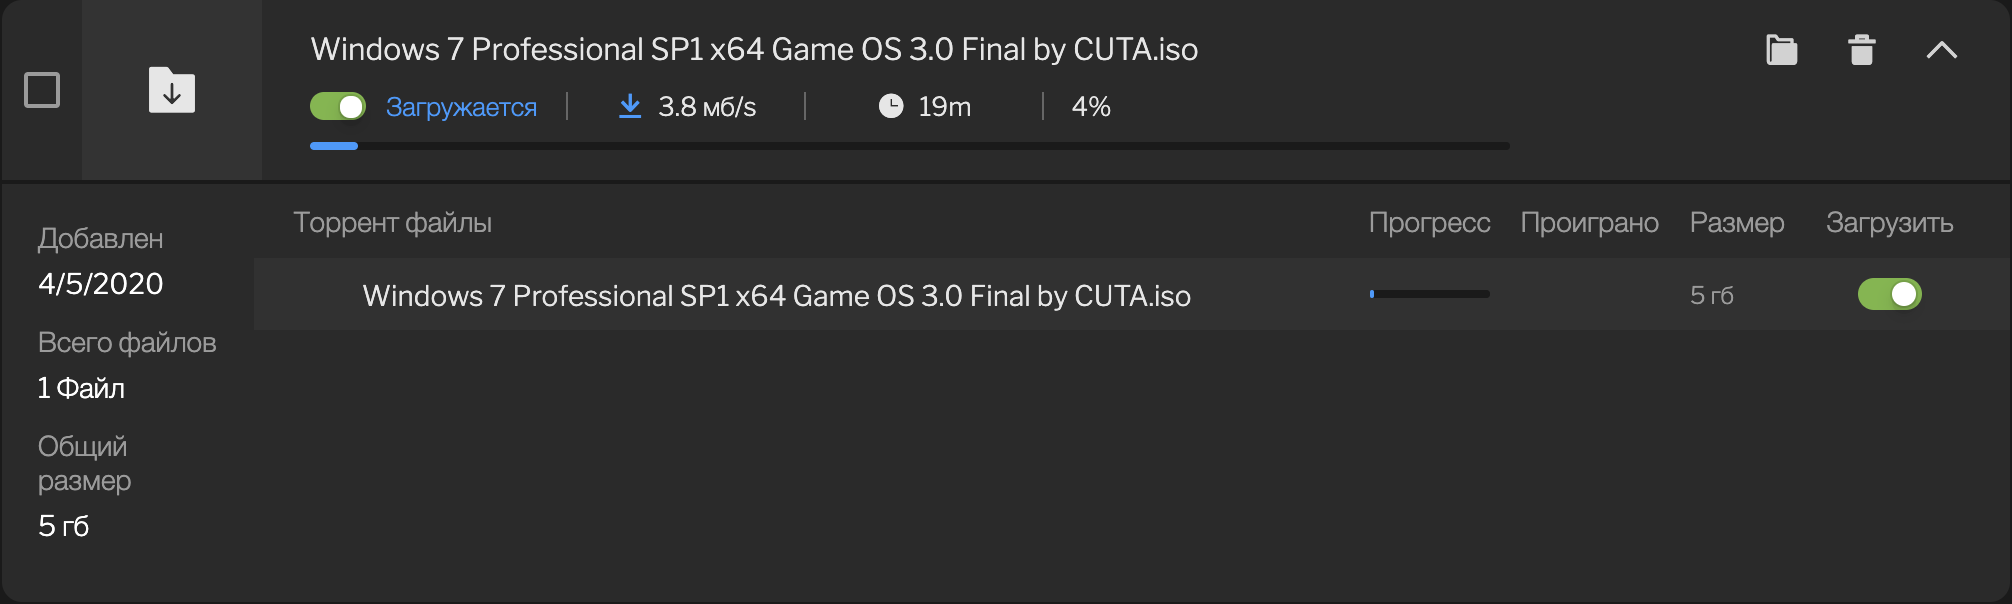 Windows 7 Professional SP1 x64 Game OS 3.0 Final by CUTA.iso
Загружается 3.8 мб/s 19m 4%
Торрент файлы Прогресс Проиграно Размер Загрузить
Windows 7 Professional SP1 x64 Game OS 3.0 Final by CUTA.iso 5 гб
Добавлен
4/5/2020
Всего файлов
1 Файл
Общий
размер
5 гб